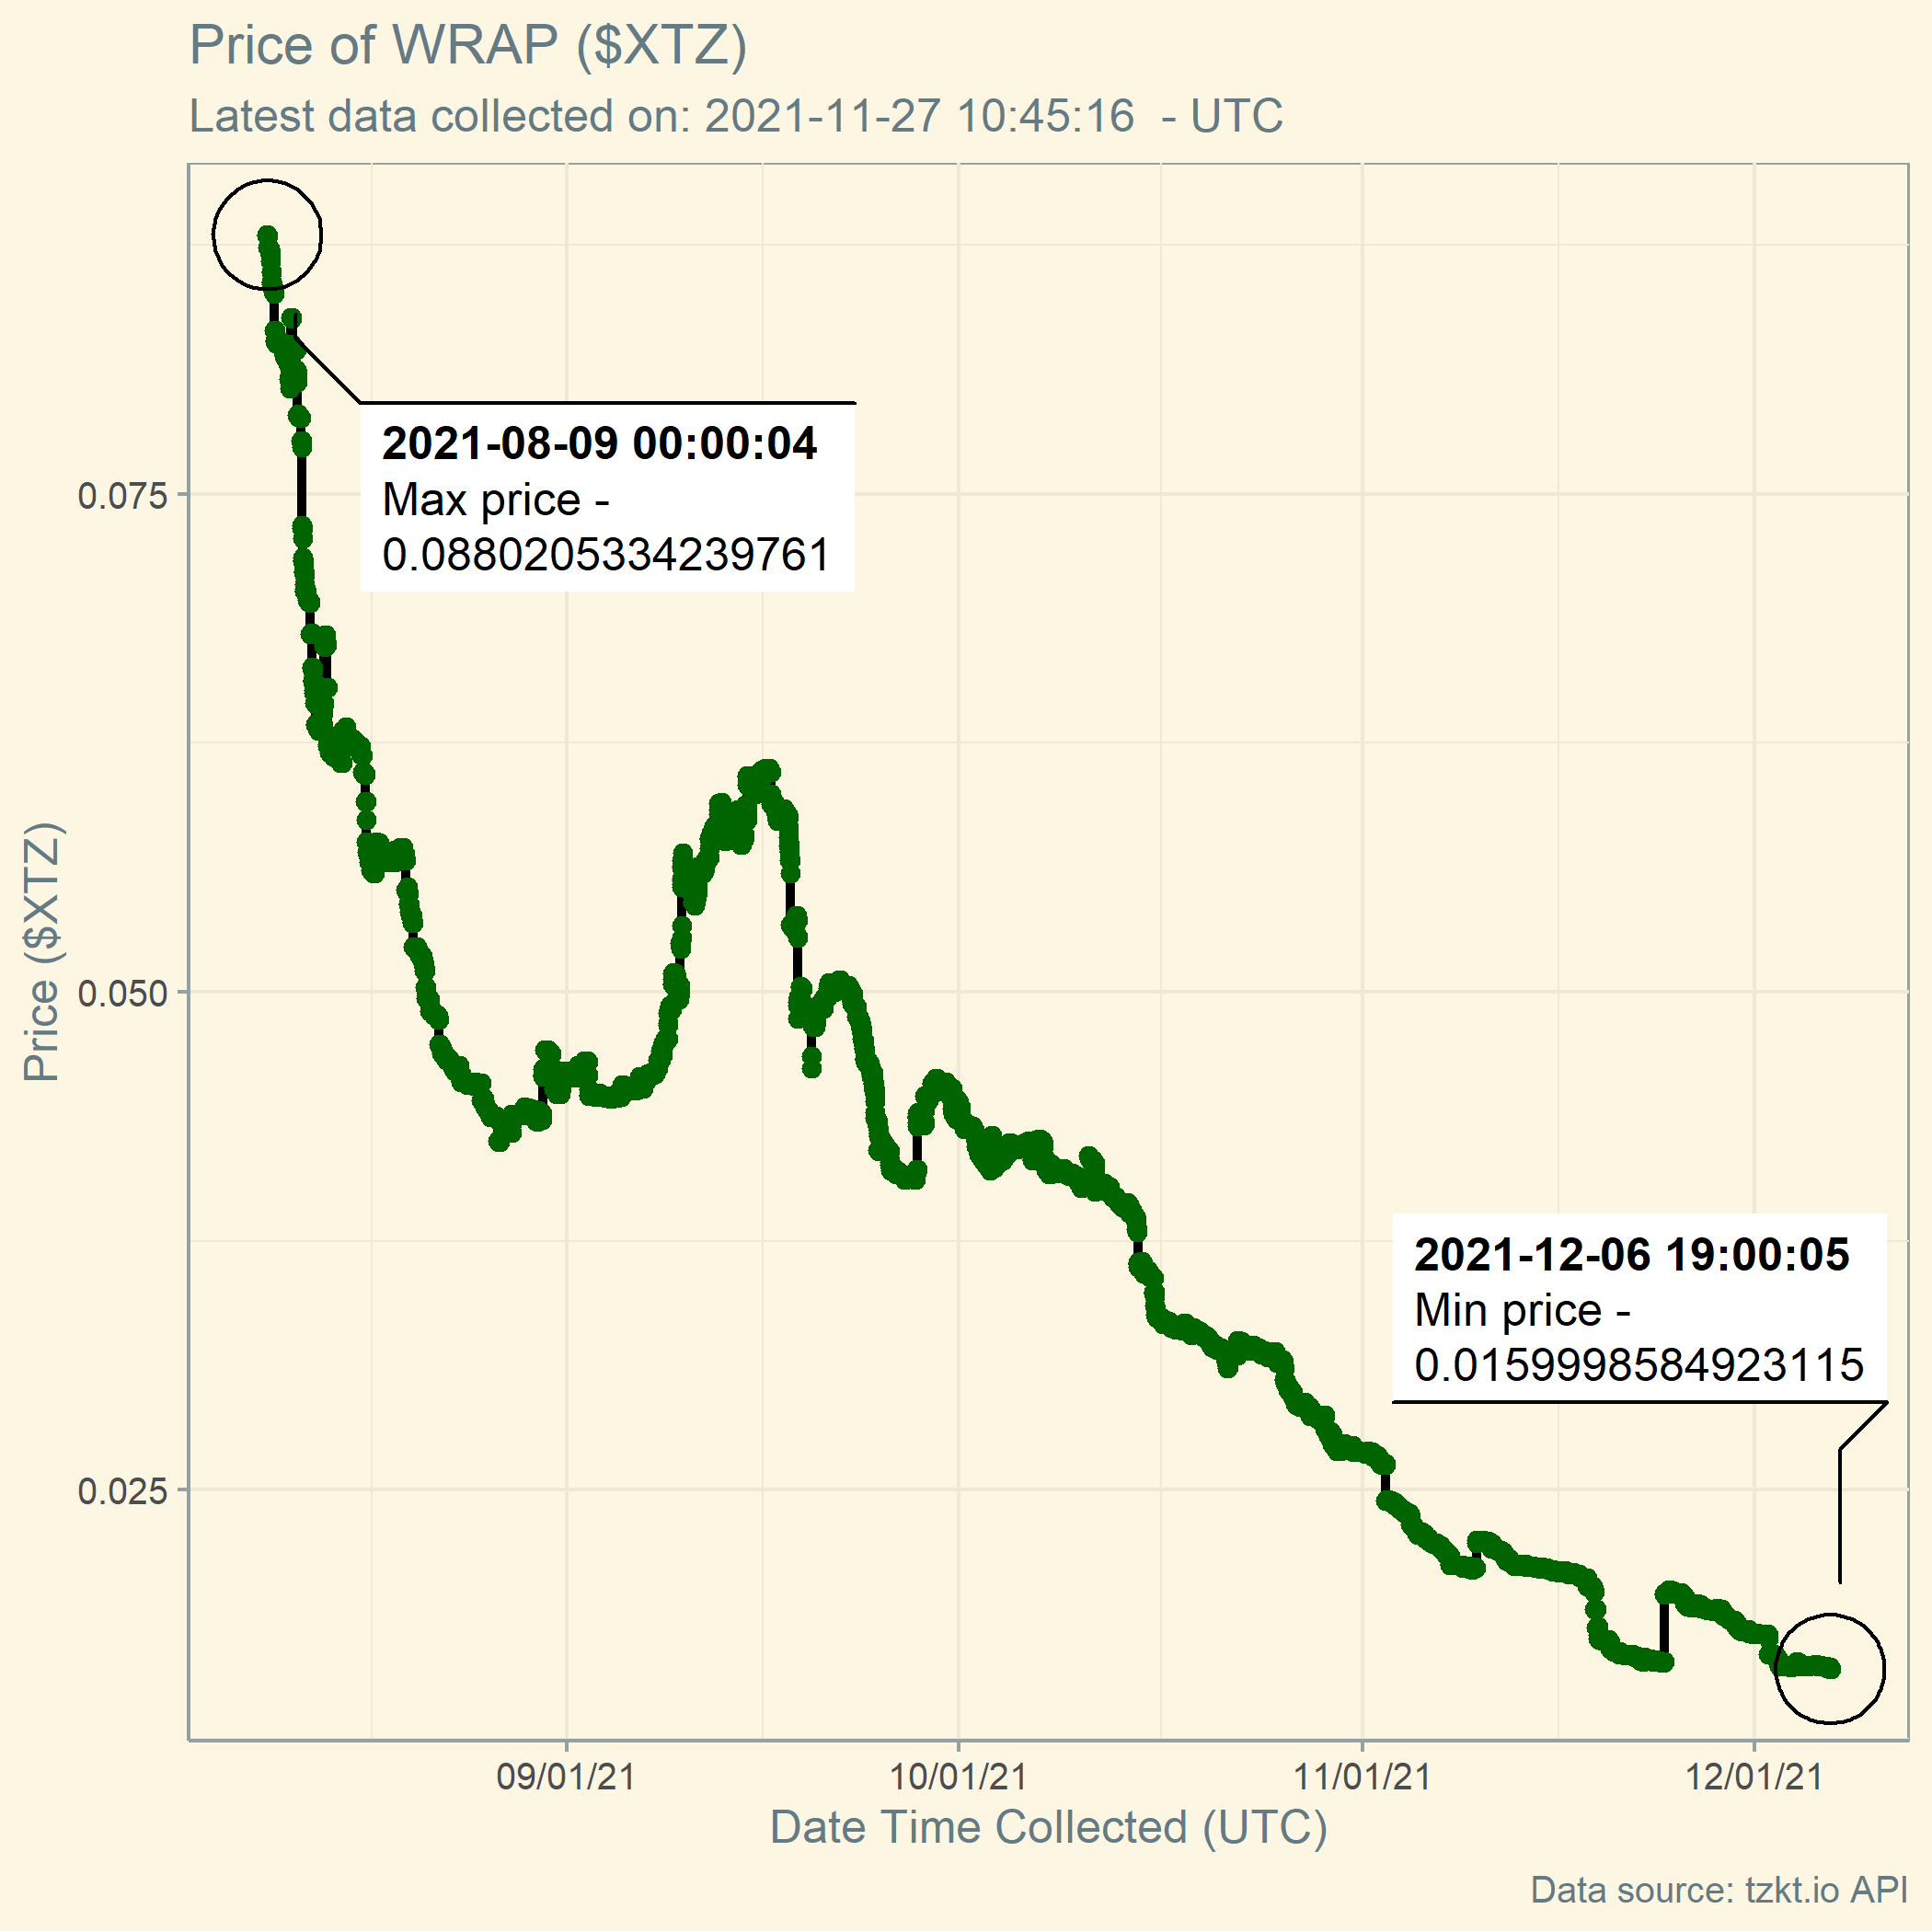 Price of WRAP ($XTZ)
Latest data collected on: 2021-11-27 10:45:16  - UTC
2021-08-09 00:00:04
Max price -
0.0880205334239761
0.075
Price ($XTZ)
0.050
2021-12-06 19:00:05
Min price -
0.0159998584923115
0.025
09/01/21
10/01/21
11/01/21
12/01/21
Date Time Collected (UTC)
Data source: tzkt.io API